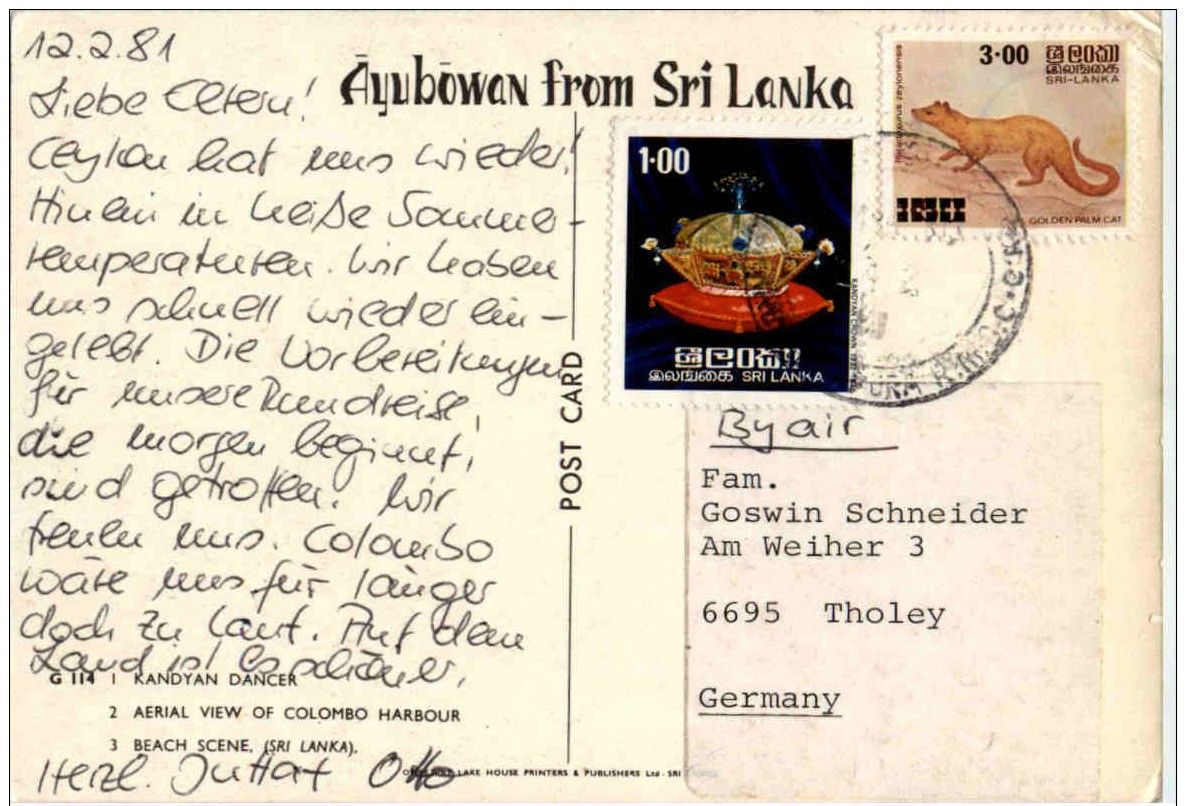 12.2.81
Liebe Eltern!
Ceylon hat uns wieder!
Hinein in heiße Sommer-
temperaturen. Wir haben
uns schnell wieder ein-
gelebt. Die Vorbereitungen
für unsere Rundreise,
die morgen beginnt,
sind getroffen. Wir
freuen uns. Colombo
wäre uns für länger
doch zu laut. Auf dem
Land ist es schöner.
G 114 1 KANDYAN DANCER
2 AERIAL VIEW OF COLOMBO HARBOUR
3 BEACH SCENE, (SRI LANKA).
Herzl. Jutta + Otto
LAKE HOUSE PRINTERS & PUBLISHERS Ltd - SRI
POST CARD
Āyubōwan from Sri Lanka
1·00
ශ්‍රී ලංකා
இலங்கை SRI LANKA
3·00 ශ්‍රී ලංකා
இலங்கை
SRI-LANKA
zeylonensis
GOLDEN PALM CAT
By air
Fam.
Goswin Schneider
Am Weiher 3
6695 Tholey
Germany